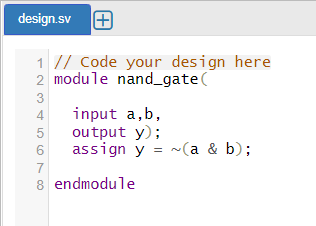 design.sv
1 // Code your design here
2 module nand_gate(
3
4 input a,b,
5 output y);
6 assign y = ~(a & b);
7
8 endmodule